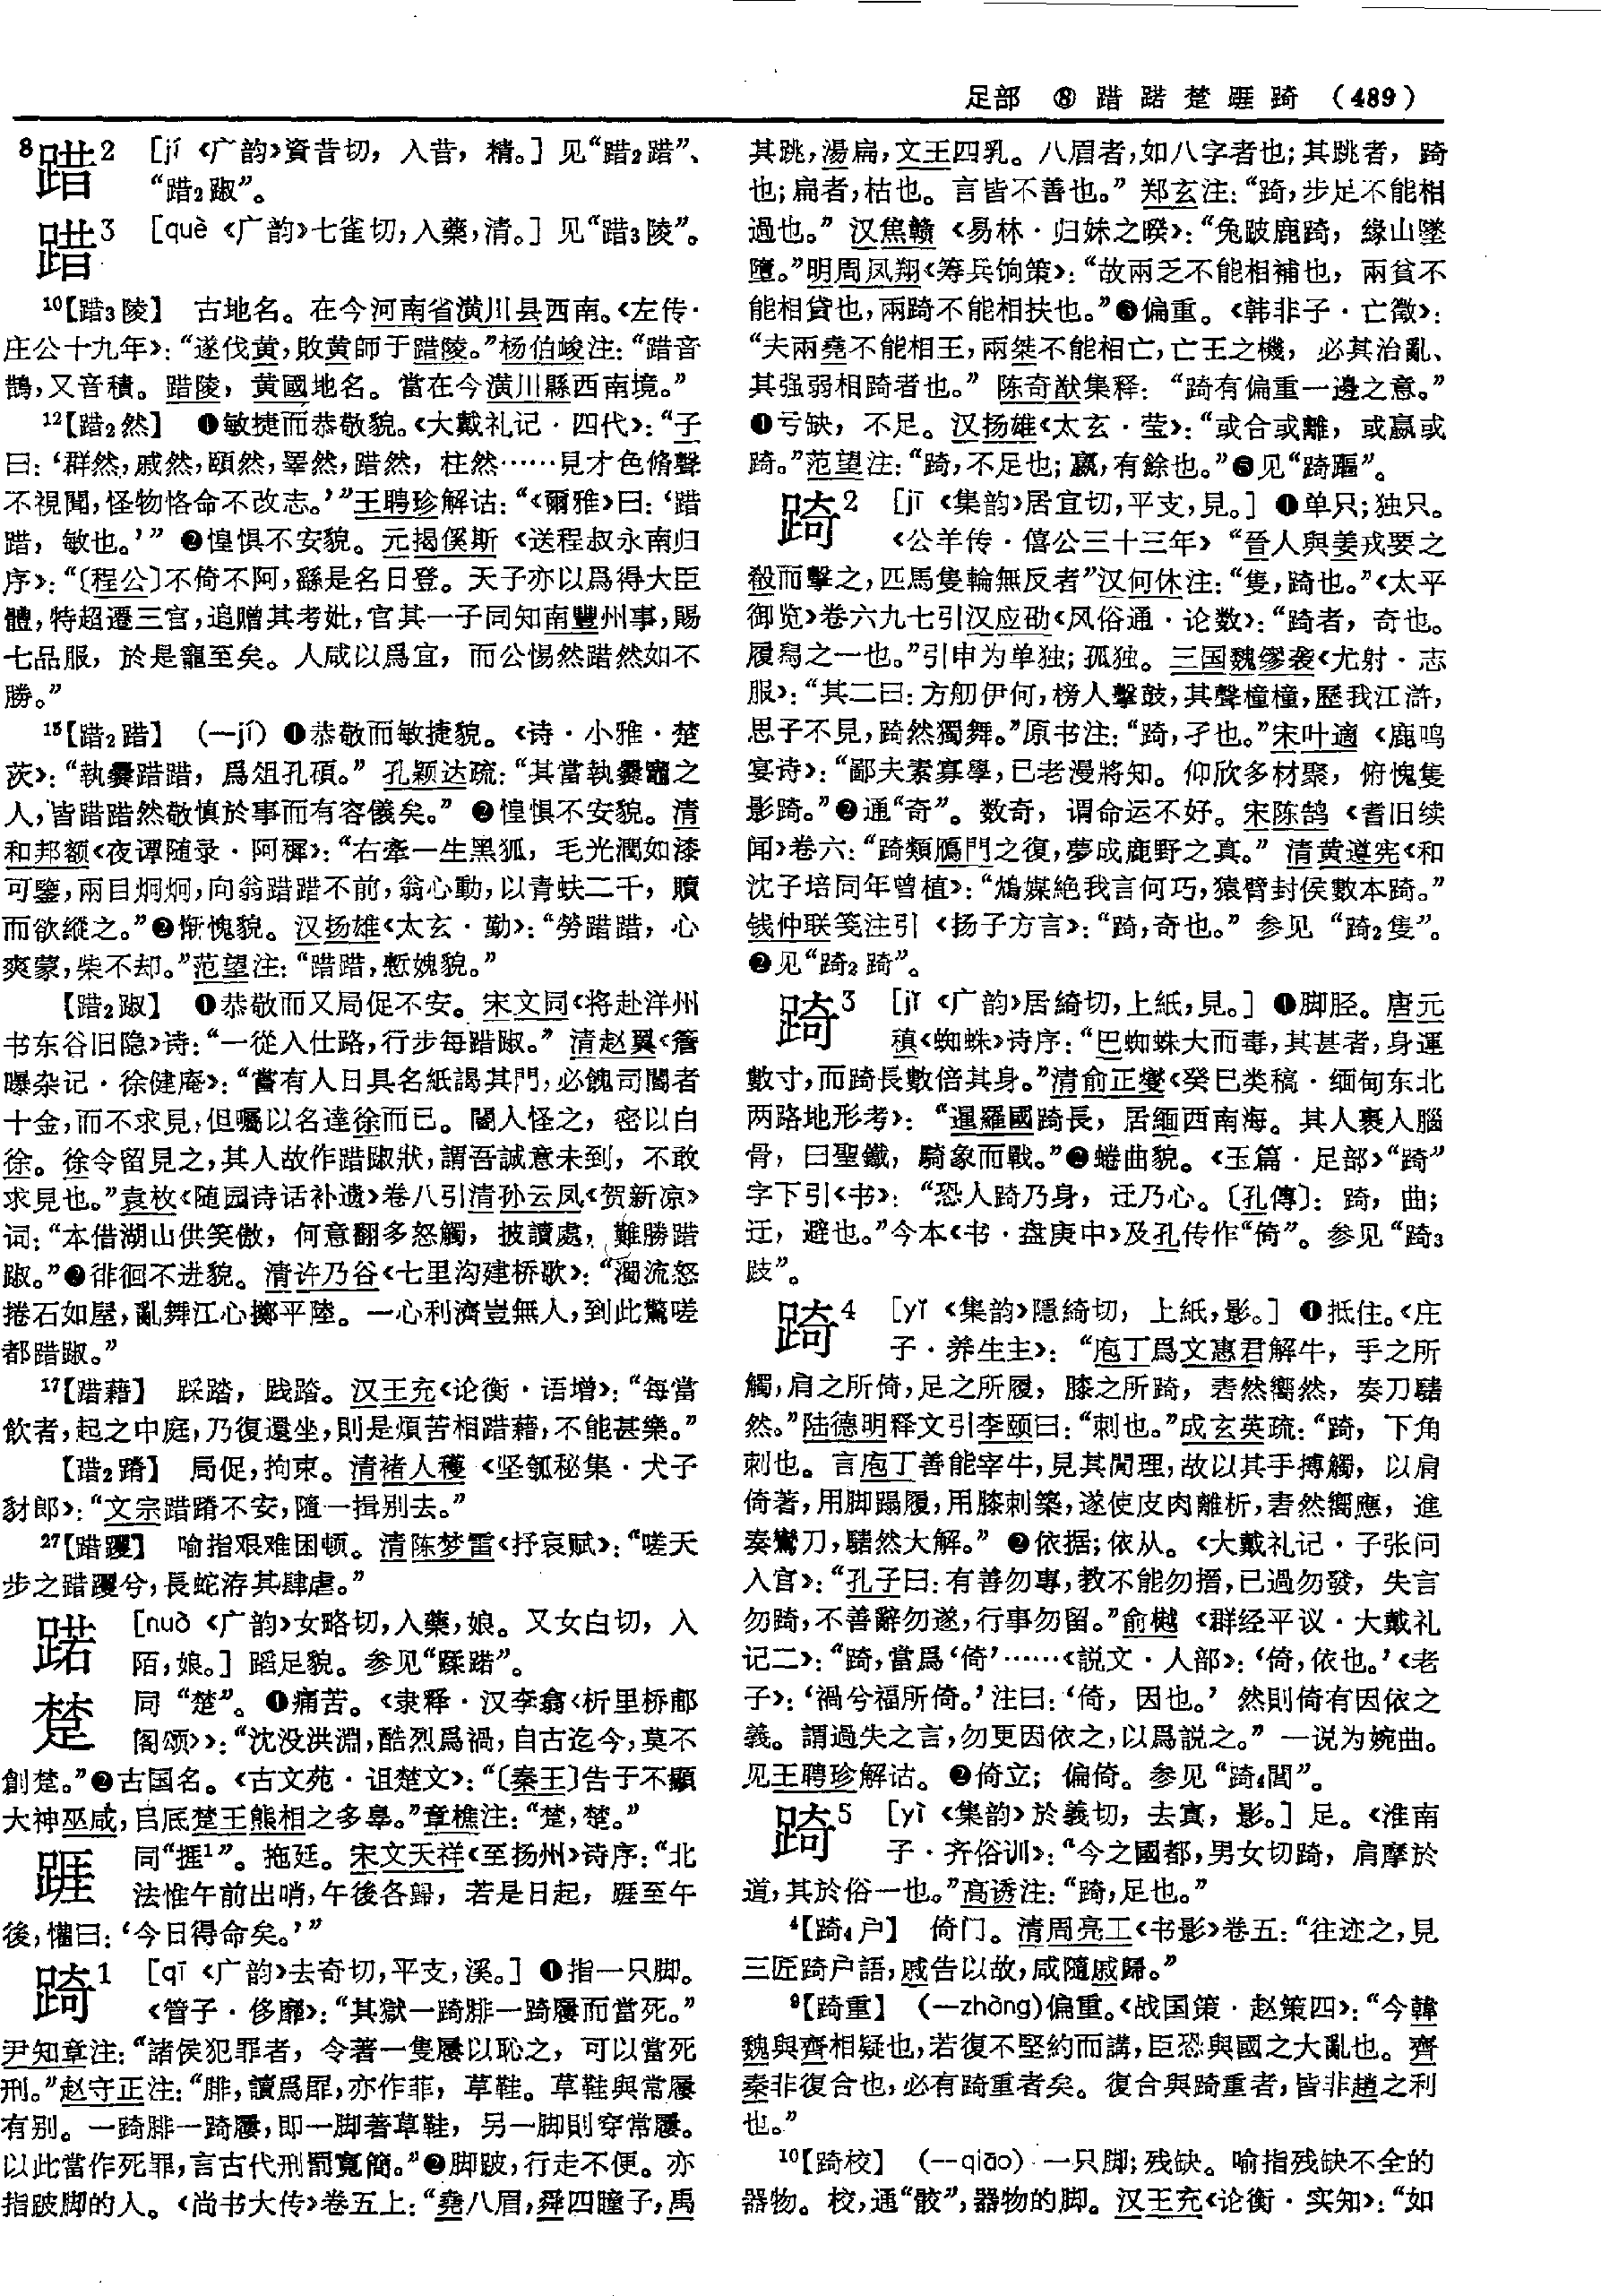 足部 ⑧ 踖 踞 椘 踓 踦 （489）
8踖2 [jí《广韵》資昔切，入昔，精。] 见“踖2踖”、
“踖2踧”。
踖3 [què《广韵》七雀切，入藥，清。] 见“踖3陵”。
10【踖3陵】 古地名。在今河南省潢川县西南。《左传·
庄公十九年》：“遂伐黄，敗黄師于踖陵。”杨伯峻注：“踖音
鵲，又音積。踖陵，黄國地名。當在今潢川縣西南境。”
12【踖2然】 ❶敏捷而恭敬貌。《大戴礼记·四代》：“子
曰：‘群然，戚然，頤然，睪然，踖然，柱然……見才色脩聲
不視聞，怪物恪命不改志。’”王聘珍解诂：“《爾雅》曰：‘踖
踖，敏也。’” ❷惶惧不安貌。元揭傒斯《送程叔永南归
序》：“〔程公〕不倚不阿，繇是名日登。天子亦以爲得大臣
體，特超遷三官，追贈其考妣，官其一子同知南豐州事，賜
七品服，於是寵至矣。人咸以爲宜，而公惕然踖然如不
勝。”
15【踖2踖】 （—jí）❶恭敬而敏捷貌。《诗·小雅·楚
茨》：“執爨踖踖，爲俎孔碩。” 孔颖达疏：“其當執爨竈之
人，皆踖踖然敬慎於事而有容儀矣。” ❷惶惧不安貌。清
和邦额《夜谭随录·阿穉》：“右牽一生黑狐，毛光潤如漆
可鑒，兩目炯炯，向翁踖踖不前，翁心動，以青蚨二千，贖
而欲縱之。”❷惭愧貌。汉扬雄《太玄·勤》：“勞踖踖，心
爽蒙，柴不却。”范望注：“踖踖，慙媿貌。”
【踖2踧】 ❶恭敬而又局促不安。宋文同《将赴洋州
书东谷旧隐》诗：“一從入仕路，行步每踖踧。” 清赵翼《簷
曝杂记·徐健庵》：“嘗有人日具名紙謁其門，必餽司閽者
十金，而不求見，但囑以名達徐而已。閽人怪之，密以白
徐。徐令留見之，其人故作踖踧狀，謂吾誠意未到，不敢
求見也。”袁枚《随园诗话补遗》卷八引清孙云凤《贺新凉》
词：“本借湖山供笑傲，何意翻多怒觸，披讀處，難勝踖
踧。”❷徘徊不进貌。清许乃谷《七里沟建桥歌》：“濁流怒
捲石如屋，亂舞江心擲平陸。一心利濟豈無人，到此驚嗟
都踖踧。”
17【踖藉】 踩踏，践踏。汉王充《论衡·语增》：“每當
飲者，起之中庭，乃復還坐，則是煩苦相踖藉，不能甚樂。”
【踖2蹐】 局促，拘束。清褚人穫《坚瓠秘集·犬子
豺郎》：“文宗踖蹐不安，隨一揖别去。”
27【踖躩】 喻指艰难困顿。清陈梦雷《抒哀赋》：“嗟天
步之踖躩兮，長蛇洊其肆虐。”
踞 [nuò《广韵》女略切，入藥，娘。又女白切，入
陌，娘。] 蹈足貌。参见“蹂踞”。
椘 同“楚”。❶痛苦。《隶释·汉李翕〈析里桥郙
阁颂〉》：“沈没洪淵，酷烈爲禍，自古迄今，莫不
創椘。”❷古国名。《古文苑·诅楚文》：“〔秦王〕告于不顯
大神巫咸，㠯底椘王熊相之多辠。”章樵注：“椘，楚。”
踓 同“捱1”。拖延。宋文天祥《至扬州》诗序：“北
法惟午前出哨，午後各歸，若是日起，踓至午
後，懽曰：‘今日得命矣。’”
踦1 [qī《广韵》去奇切，平支，溪。] ❶指一只脚。
《管子·侈靡》：“其獄一踦腓一踦屨而當死。”
尹知章注：“諸侯犯罪者，令著一隻屨以恥之，可以當死
刑。”赵守正注：“腓，讀爲屝，亦作菲，草鞋。草鞋與常屨
有别。一踦腓一踦屨，即一脚著草鞋，另一脚則穿常屨。
以此當作死罪，言古代刑罰寬簡。”❷脚跛，行走不便。亦
指跛脚的人。《尚书大传》卷五上：“堯八眉，舜四瞳子，禹
其跳，湯扁，文王四乳。八眉者，如八字者也；其跳者，踦
也；扁者，枯也。言皆不善也。” 郑玄注：“踦，步足不能相
過也。” 汉焦赣《易林·归妹之睽》：“兔跛鹿踦，緣山墜
墮。”明周凤翔《筹兵饷策》：“故兩乏不能相補也，兩貧不
能相貸也，兩踦不能相扶也。”❸偏重。《韩非子·亡徵》：
“夫兩堯不能相王，兩桀不能相亡，亡王之機，必其治亂、
其强弱相踦者也。” 陈奇猷集释：“踦有偏重一邊之意。”
❹亏缺，不足。汉扬雄《太玄·莹》：“或合或離，或嬴或
踦。”范望注：“踦，不足也；嬴，有餘也。”❺见“踦䠊”。
踦2 [jī《集韵》居宜切，平支，見。] ❶单只；独只。
《公羊传·僖公三十三年》“晉人與姜戎要之
殽而擊之，匹馬隻輪無反者”汉何休注：“隻，踦也。”《太平
御览》卷六九七引汉应劭《风俗通·论数》：“踦者，奇也。
履舄之一也。”引申为单独；孤独。三国魏缪袭《尤射·志
服》：“其二曰：方舠伊何，榜人擊鼓，其聲橦橦，歷我江滸，
思子不見，踦然獨舞。”原书注：“踦，孑也。”宋叶適《鹿鸣
宴诗》：“鄙夫素寡學，已老漫將知。仰欣多材聚，俯愧隻
影踦。”❷通“奇”。数奇，谓命运不好。宋陈鹄《耆旧续
闻》卷六：“踦類鴈門之復，夢成鹿野之真。” 清黄遵宪《和
沈子培同年曾植》：“鴆媒絶我言何巧，猿臂封侯數本踦。”
钱仲联笺注引《扬子方言》：“踦，奇也。” 参见“踦2隻”。
❷见“踦2踦”。
踦3 [jǐ《广韵》居綺切，上紙，見。] ❶脚胫。唐元
稹《蜘蛛》诗序：“巴蜘蛛大而毒，其甚者，身運
數寸，而踦長數倍其身。”清俞正燮《癸巳类稿·缅甸东北
两路地形考》：“暹羅國踦長，居緬西南海。其人裹人腦
骨，曰聖鐵，騎象而戰。”❷蜷曲貌。《玉篇·足部》“踦”
字下引《书》：“恐人踦乃身，迂乃心。〔孔傳〕：踦，曲；
迂，避也。”今本《书·盘庚中》及孔传作“倚”。参见“踦3
跂”。
踦4 [yǐ《集韵》隱綺切，上紙，影。] ❶抵住。《庄
子·养生主》：“庖丁爲文惠君解牛，手之所
觸，肩之所倚，足之所履，膝之所踦，砉然嚮然，奏刀騞
然。”陆德明释文引李颐曰：“刺也。”成玄英疏：“踦，下角
刺也。言庖丁善能宰牛，見其間理，故以其手搏觸，以肩
倚著，用脚蹋履，用膝刺築，遂使皮肉離析，砉然嚮應，進
奏鸞刀，騞然大解。” ❷依据；依从。《大戴礼记·子张问
入官》：“孔子曰：有善勿專，教不能勿搢，已過勿發，失言
勿踦，不善辭勿遂，行事勿留。”俞樾《群经平议·大戴礼
记二》：“踦，當爲‘倚’……《説文·人部》：‘倚，依也。’《老
子》：‘禍兮福所倚。’注曰：‘倚，因也。’ 然則倚有因依之
義。謂過失之言，勿更因依之，以爲説之。” 一说为婉曲。
见王聘珍解诂。❷倚立；偏倚。参见“踦4閭”。
踦5 [yì《集韵》於義切，去寘，影。] 足。《淮南
子·齐俗训》：“今之國都，男女切踦，肩摩於
道，其於俗一也。”高诱注：“踦，足也。”
4【踦4户】 倚门。清周亮工《书影》卷五：“往迹之，見
三匠踦户語，戚告以故，咸隨戚歸。”
9【踦重】 （—zhòng）偏重。《战国策·赵策四》：“今韓
魏與齊相疑也，若復不堅約而講，臣恐與國之大亂也。齊
秦非復合也，必有踦重者矣。復合與踦重者，皆非趙之利
也。”
10【踦校】 （—qiāo）一只脚；残缺。喻指残缺不全的
器物。校，通“骹”，器物的脚。汉王充《论衡·实知》：“如